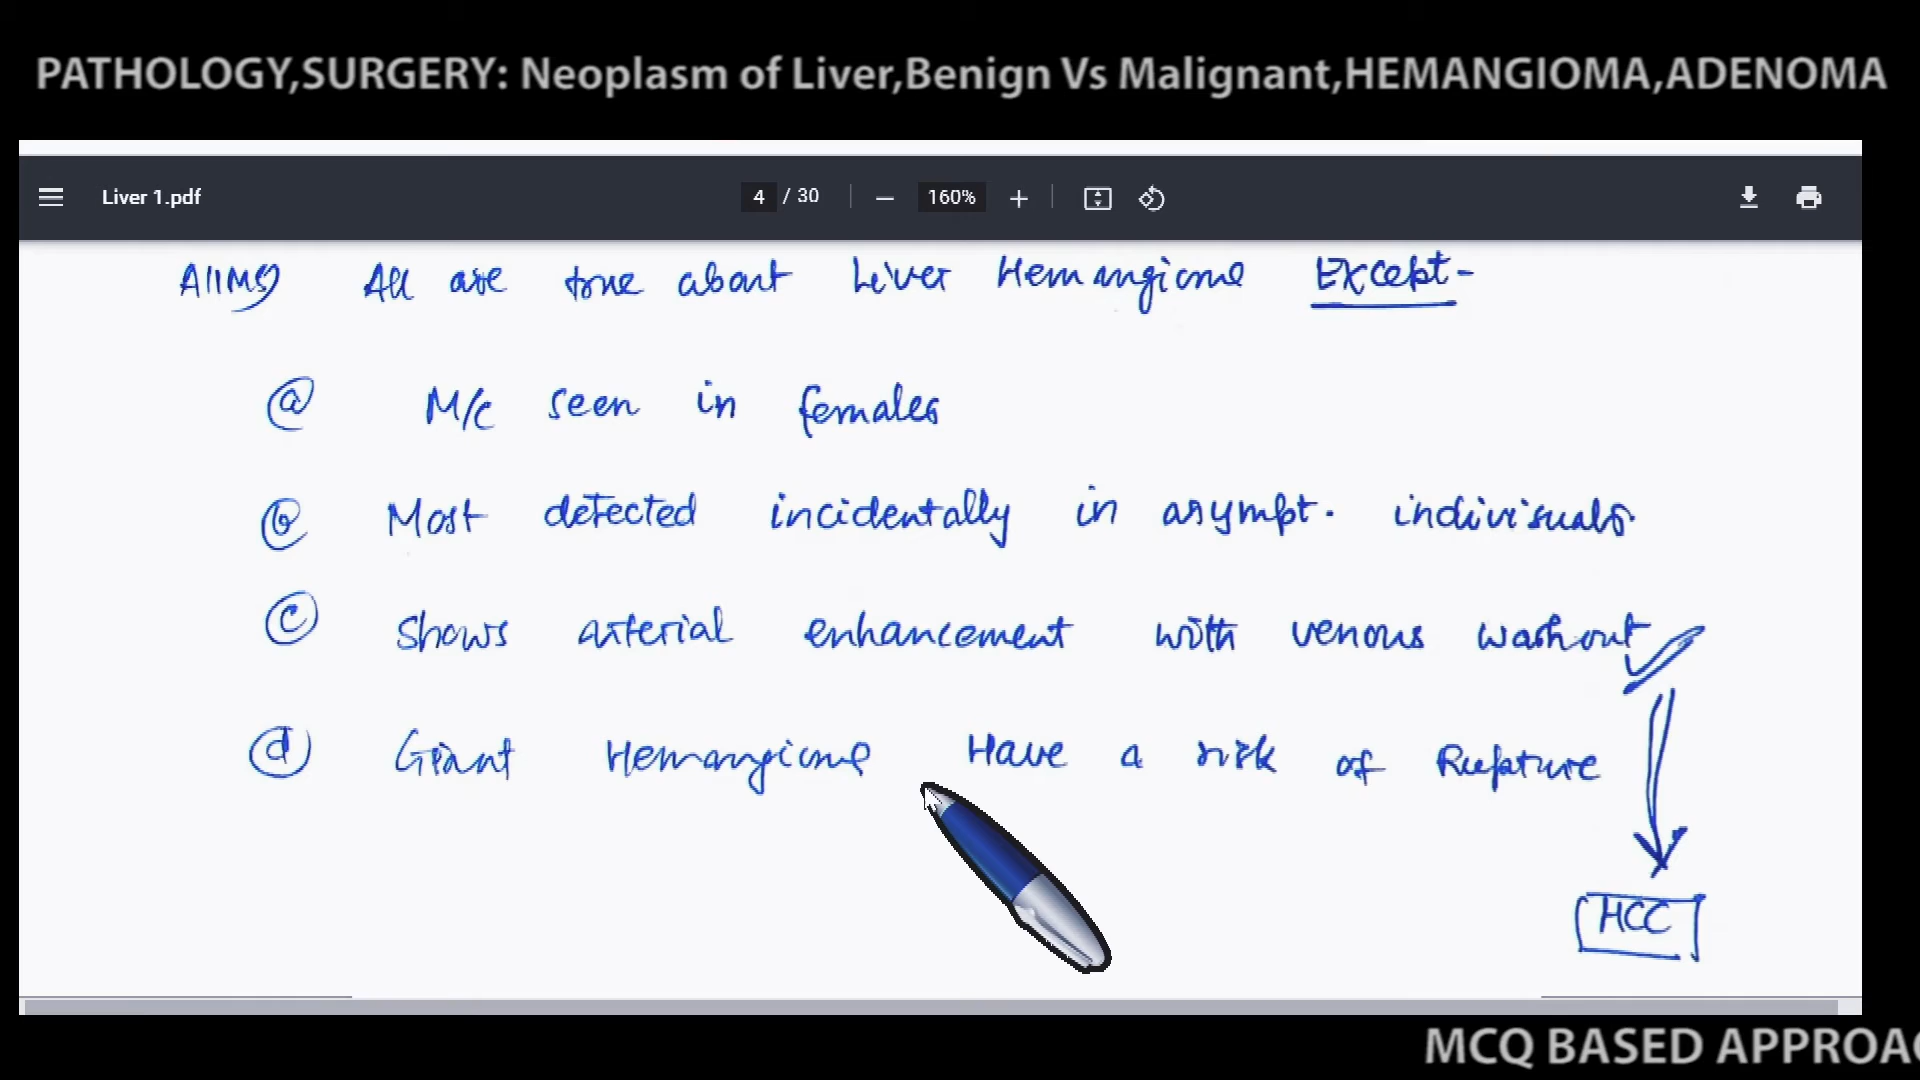 PATHOLOGY,SURGERY: Neoplasm of Liver,Benign Vs Malignant,HEMANGIOMA,ADENOMA
Liver 1.pdf 4 / 30 160%
AIIMS All are true about Liver Hemangioma Except-
(a) M/c seen in females
(b) Most detected incidentally in asympt. indivisuals.
(c) Shows arterial enhancement with venous washout
(d) Giant Hemangioma Have a risk of Rupture
HCC
MCQ BASED APPROAC